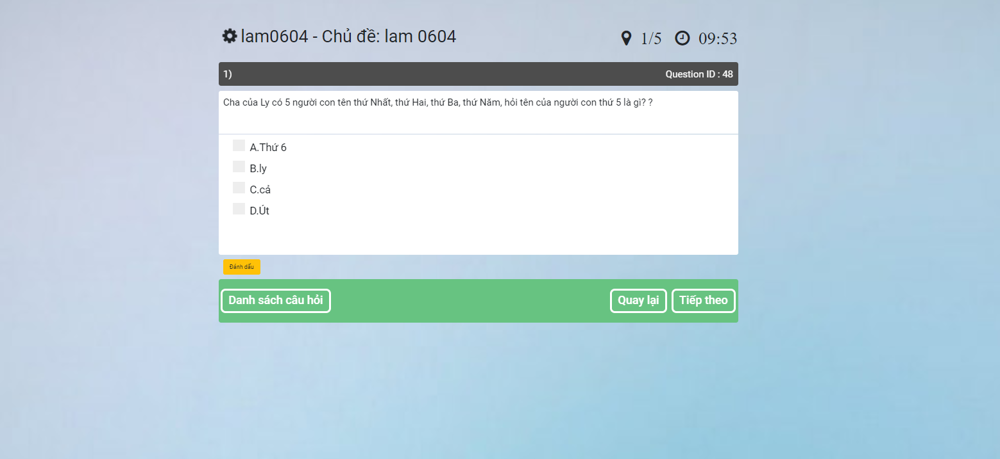 lam0604 - Chủ đề: lam 0604
1/5 09:53
1) Question ID : 48
Cha của Ly có 5 người con tên thứ Nhất, thứ Hai, thứ Ba, thứ Năm, hỏi tên của người con thứ 5 là gì? ?
A.Thứ 6
B.ly
C.cả
D.Út
Đánh dấu
Danh sách câu hỏi Quay lại Tiếp theo